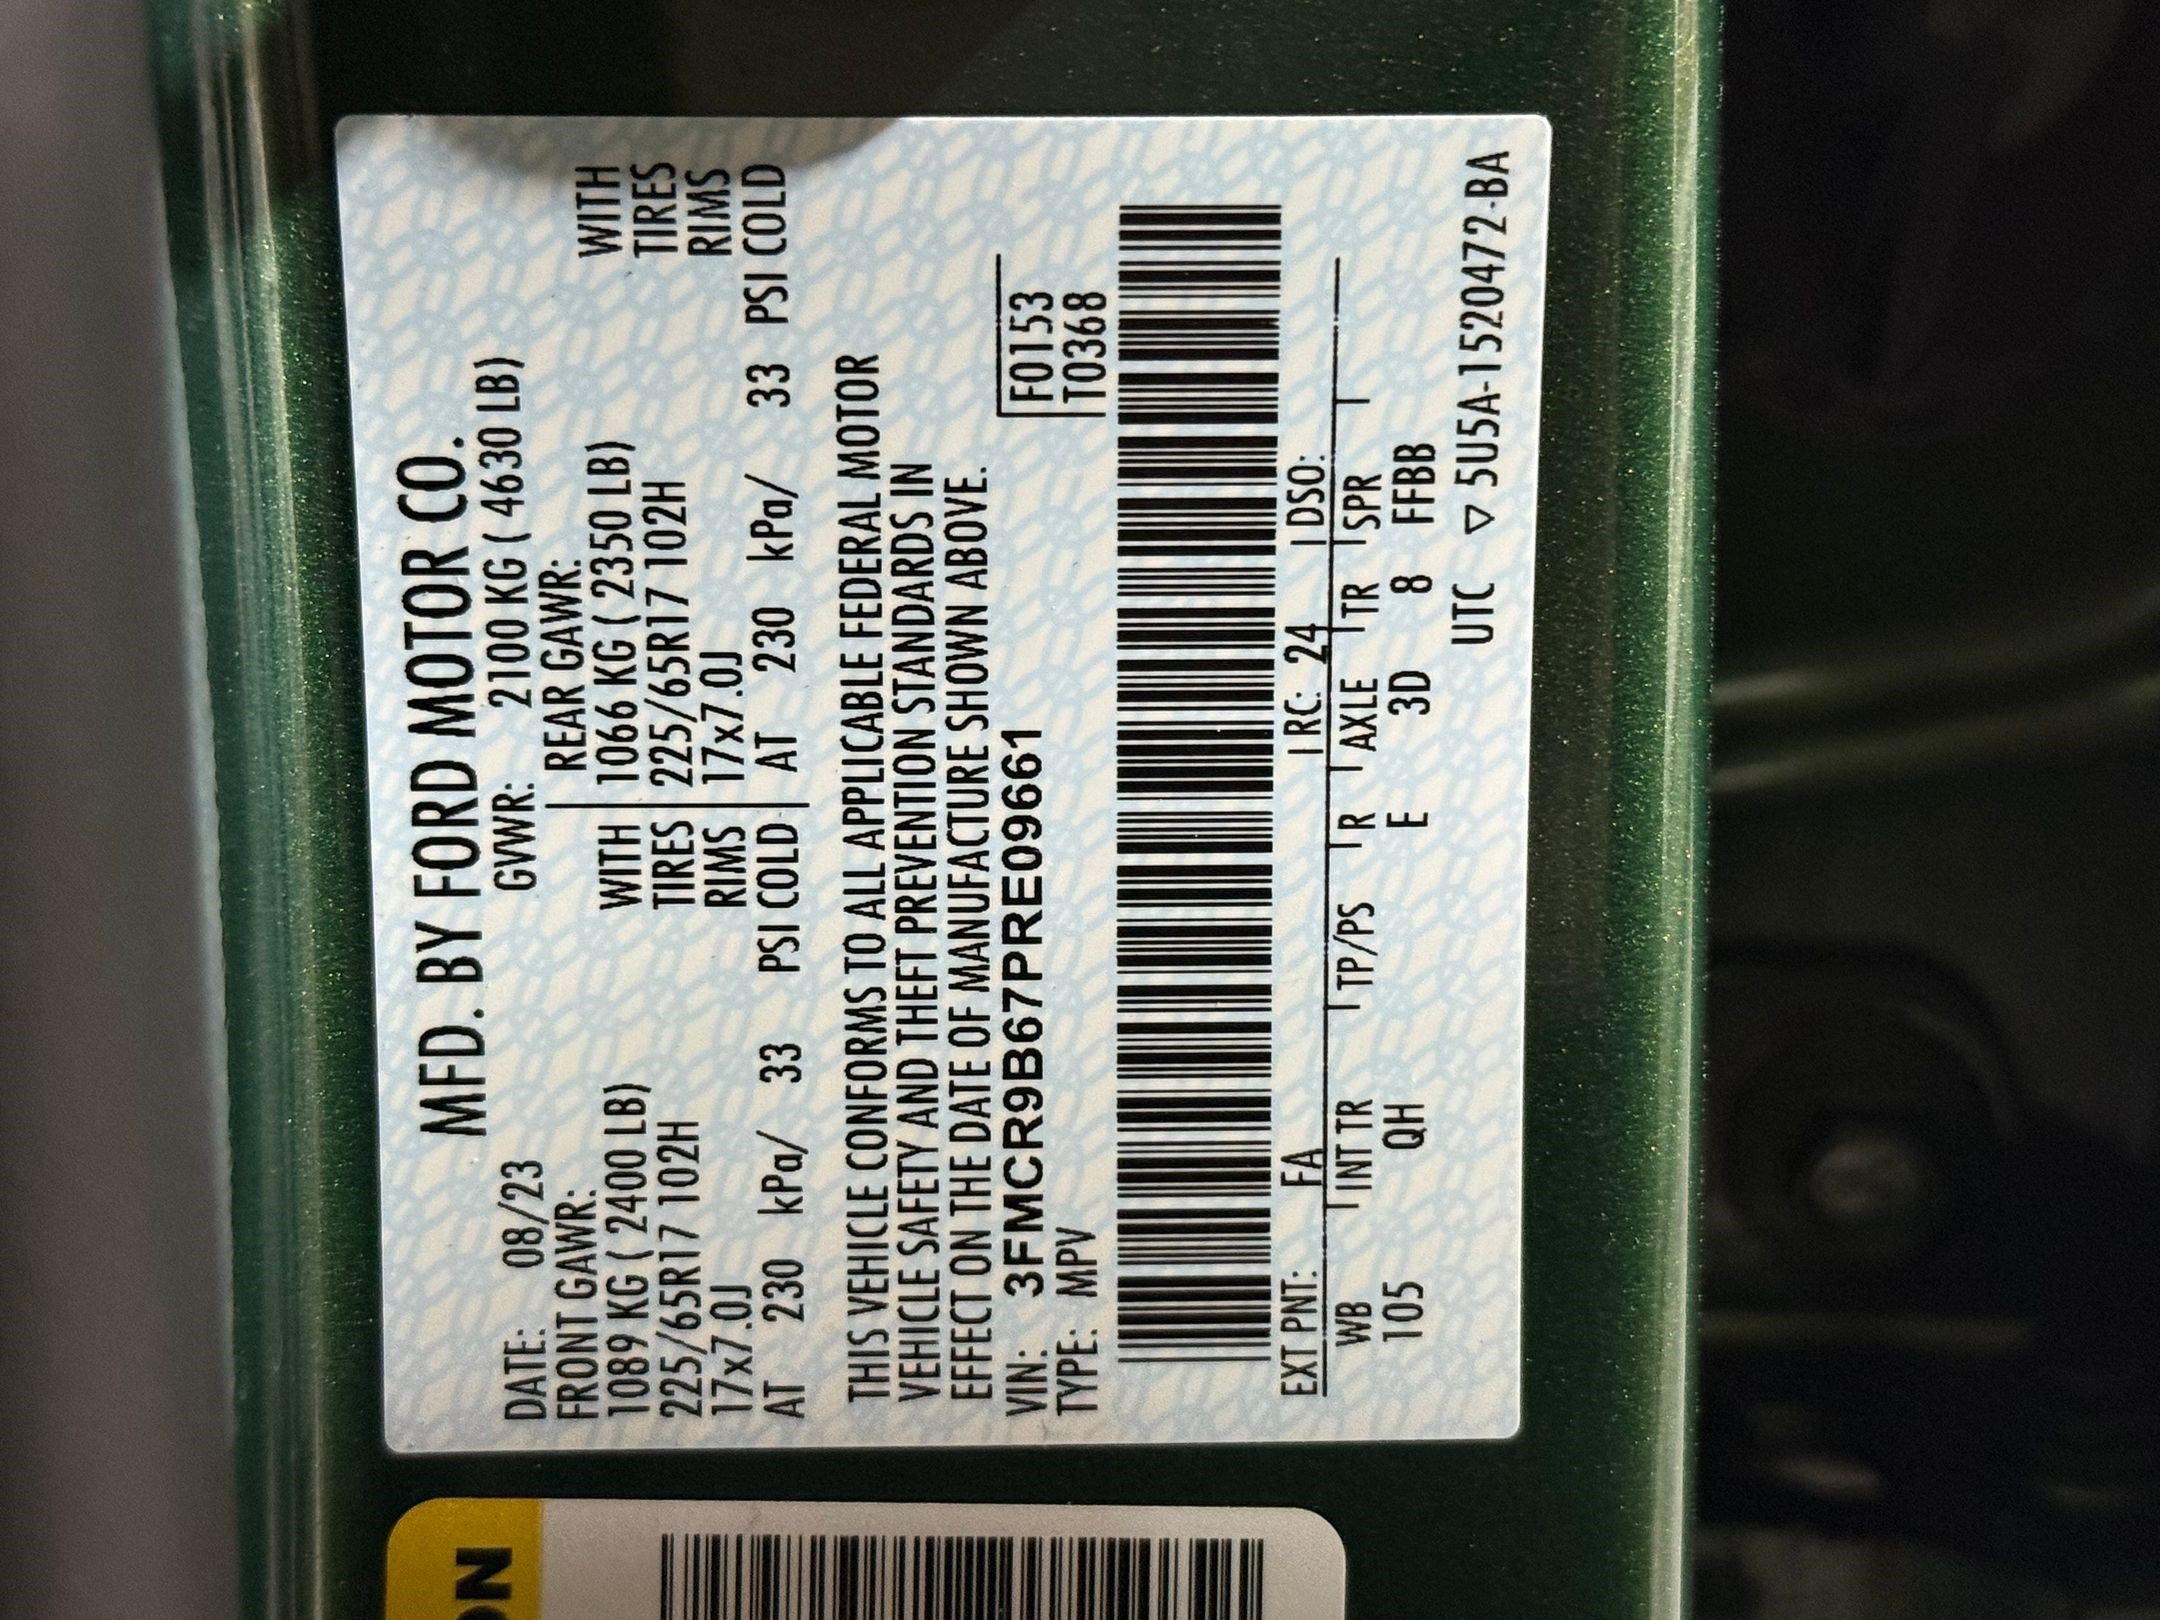 MFD. BY FORD MOTOR CO.
DATE: 08/23 GVWR: 2100 KG ( 4630 LB)
FRONT GAWR: REAR GAWR:
1089 KG ( 2400 LB) WITH 1066 KG ( 2350 LB) WITH
225/65R17 102H TIRES 225/65R17 102H TIRES
17x7.0J RIMS 17x7.0J RIMS
AT 230 kPa/ 33 PSI COLD AT 230 kPa/ 33 PSI COLD
THIS VEHICLE CONFORMS TO ALL APPLICABLE FEDERAL MOTOR
VEHICLE SAFETY AND THEFT PREVENTION STANDARDS IN
EFFECT ON THE DATE OF MANUFACTURE SHOWN ABOVE.
VIN: 3FMCR9B67PRE09661 F0153
TYPE: MPV T0368
EXT PNT: FA RC: 24 DSO:
WB INT TR TP/PS R AXLE TR SPR
105 QH E 3D 8 FFBB
UTC ▽ 5U5A-1520472-BA